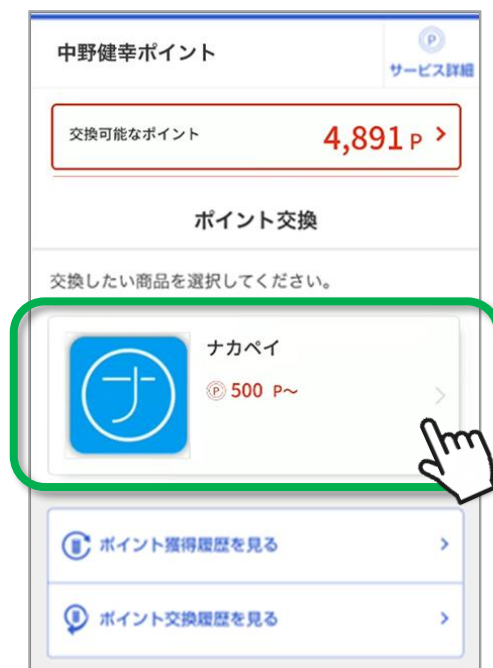 中野健幸ポイント
P
サービス詳細
交換可能なポイント
4,891 P
ポイント交換
交換したい商品を選択してください。
ナ
ナカペイ
P 500 P～
ポイント獲得履歴を見る
ポイント交換履歴を見る